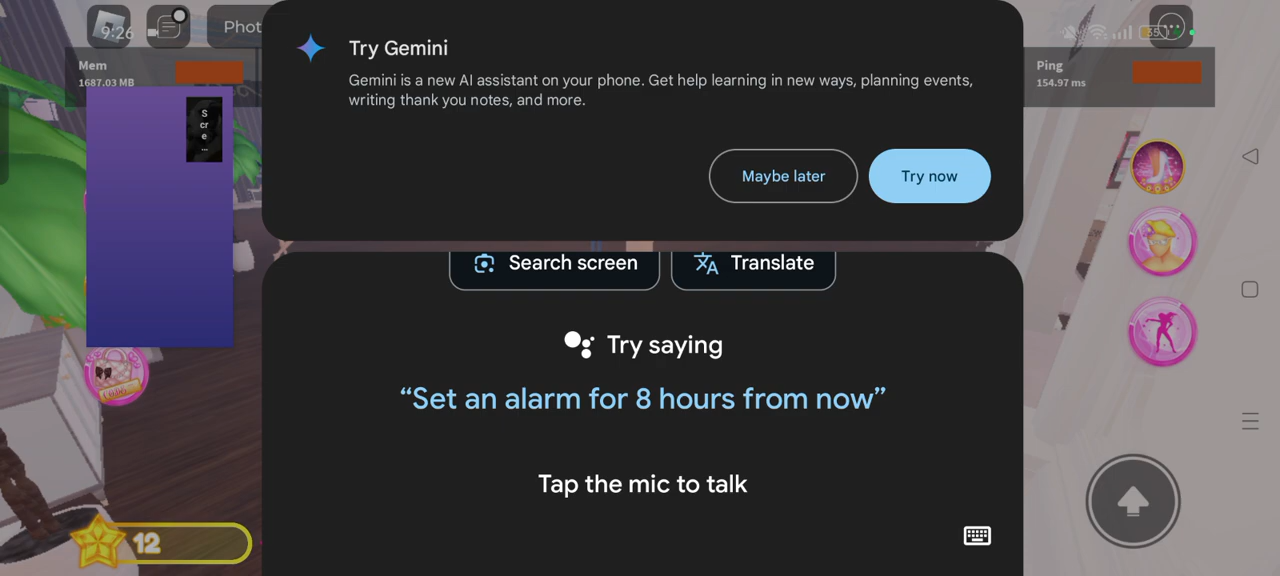 9:26
Phot
Mem
1687.03 MB
S
cr
e
...
Try Gemini
Gemini is a new AI assistant on your phone. Get help learning in new ways, planning events,
writing thank you notes, and more.
Maybe later
Try now
35
Ping
154.97 ms
Search screen
Translate
Try saying
“Set an alarm for 8 hours from now”
Tap the mic to talk
12